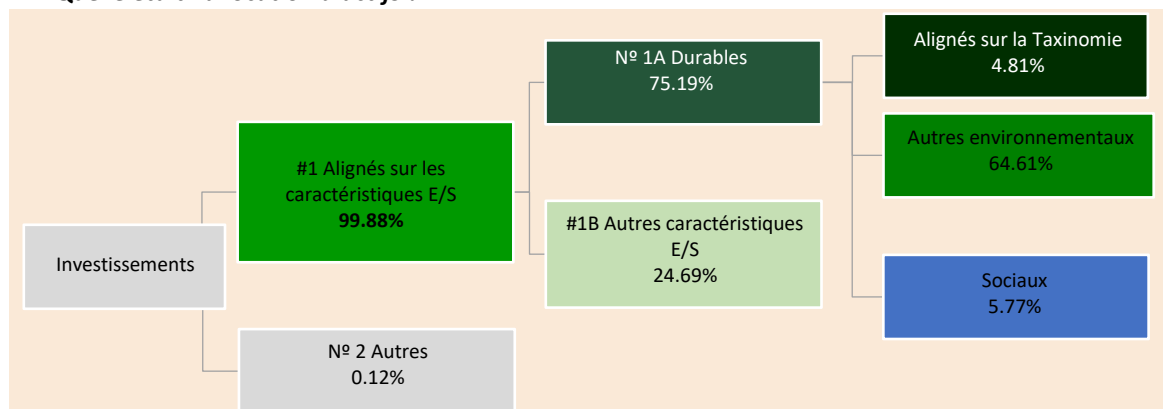 Alignés sur la Taxinomie
4.81%
Nº 1A Durables
75.19%
Autres environnementaux
64.61%
#1 Alignés sur les
caractéristiques E/S
99.88%
#1B Autres caractéristiques
E/S
24.69%
Investissements
Sociaux
5.77%
Nº 2 Autres
0.12%